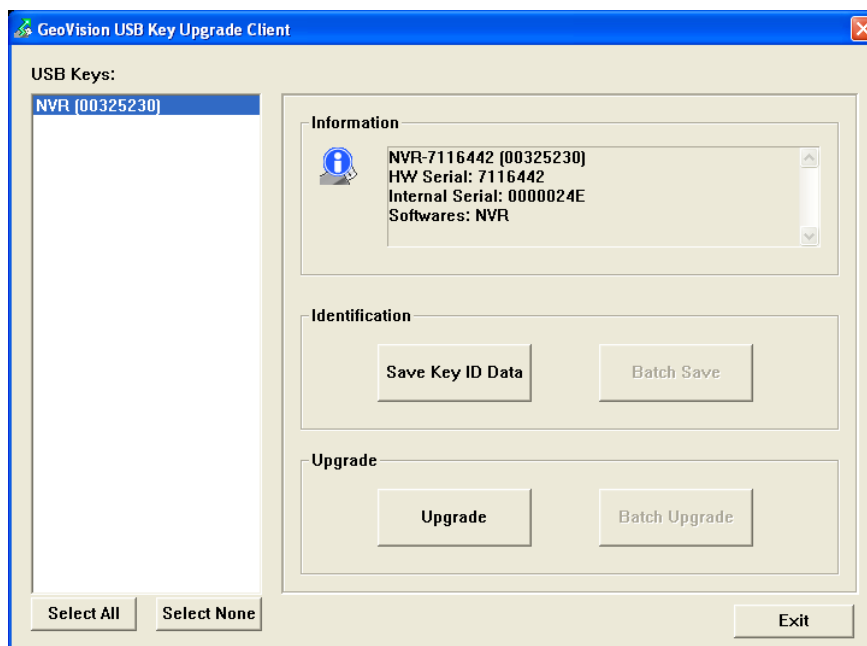 GeoVision USB Key Upgrade Client
USB Keys:
NVR (00325230)
Information
NVR-7116442 (00325230)
HW Serial: 7116442
Internal Serial: 0000024E
Softwares: NVR
Identification
Save Key ID Data
Batch Save
Upgrade
Upgrade
Batch Upgrade
Select All
Select None
Exit